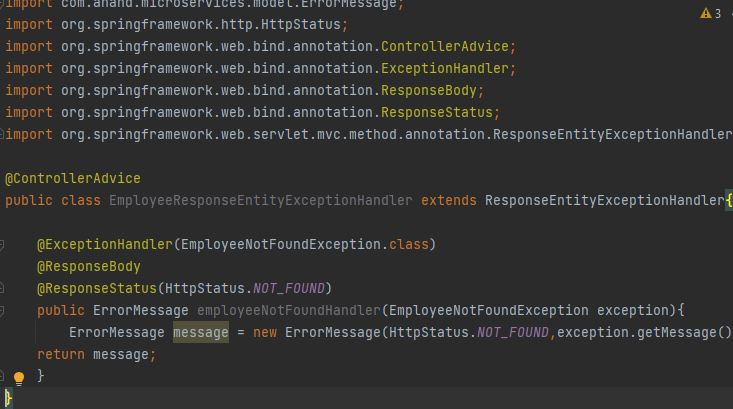 import com.anand.microservices.model.ErrorMessage;
3
import org.springframework.http.HttpStatus;
import org.springframework.web.bind.annotation.ControllerAdvice;
import org.springframework.web.bind.annotation.ExceptionHandler;
import org.springframework.web.bind.annotation.ResponseBody;
import org.springframework.web.bind.annotation.ResponseStatus;
import org.springframework.web.servlet.mvc.method.annotation.ResponseEntityExceptionHandler
@ControllerAdvice
public class EmployeeResponseEntityExceptionHandler extends ResponseEntityExceptionHandler{
@ExceptionHandler(EmployeeNotFoundException.class)
@ResponseBody
@ResponseStatus(HttpStatus.NOT_FOUND)
public ErrorMessage employeeNotFoundHandler(EmployeeNotFoundException exception){
ErrorMessage message = new ErrorMessage(HttpStatus.NOT_FOUND,exception.getMessage()
return message;
}
}